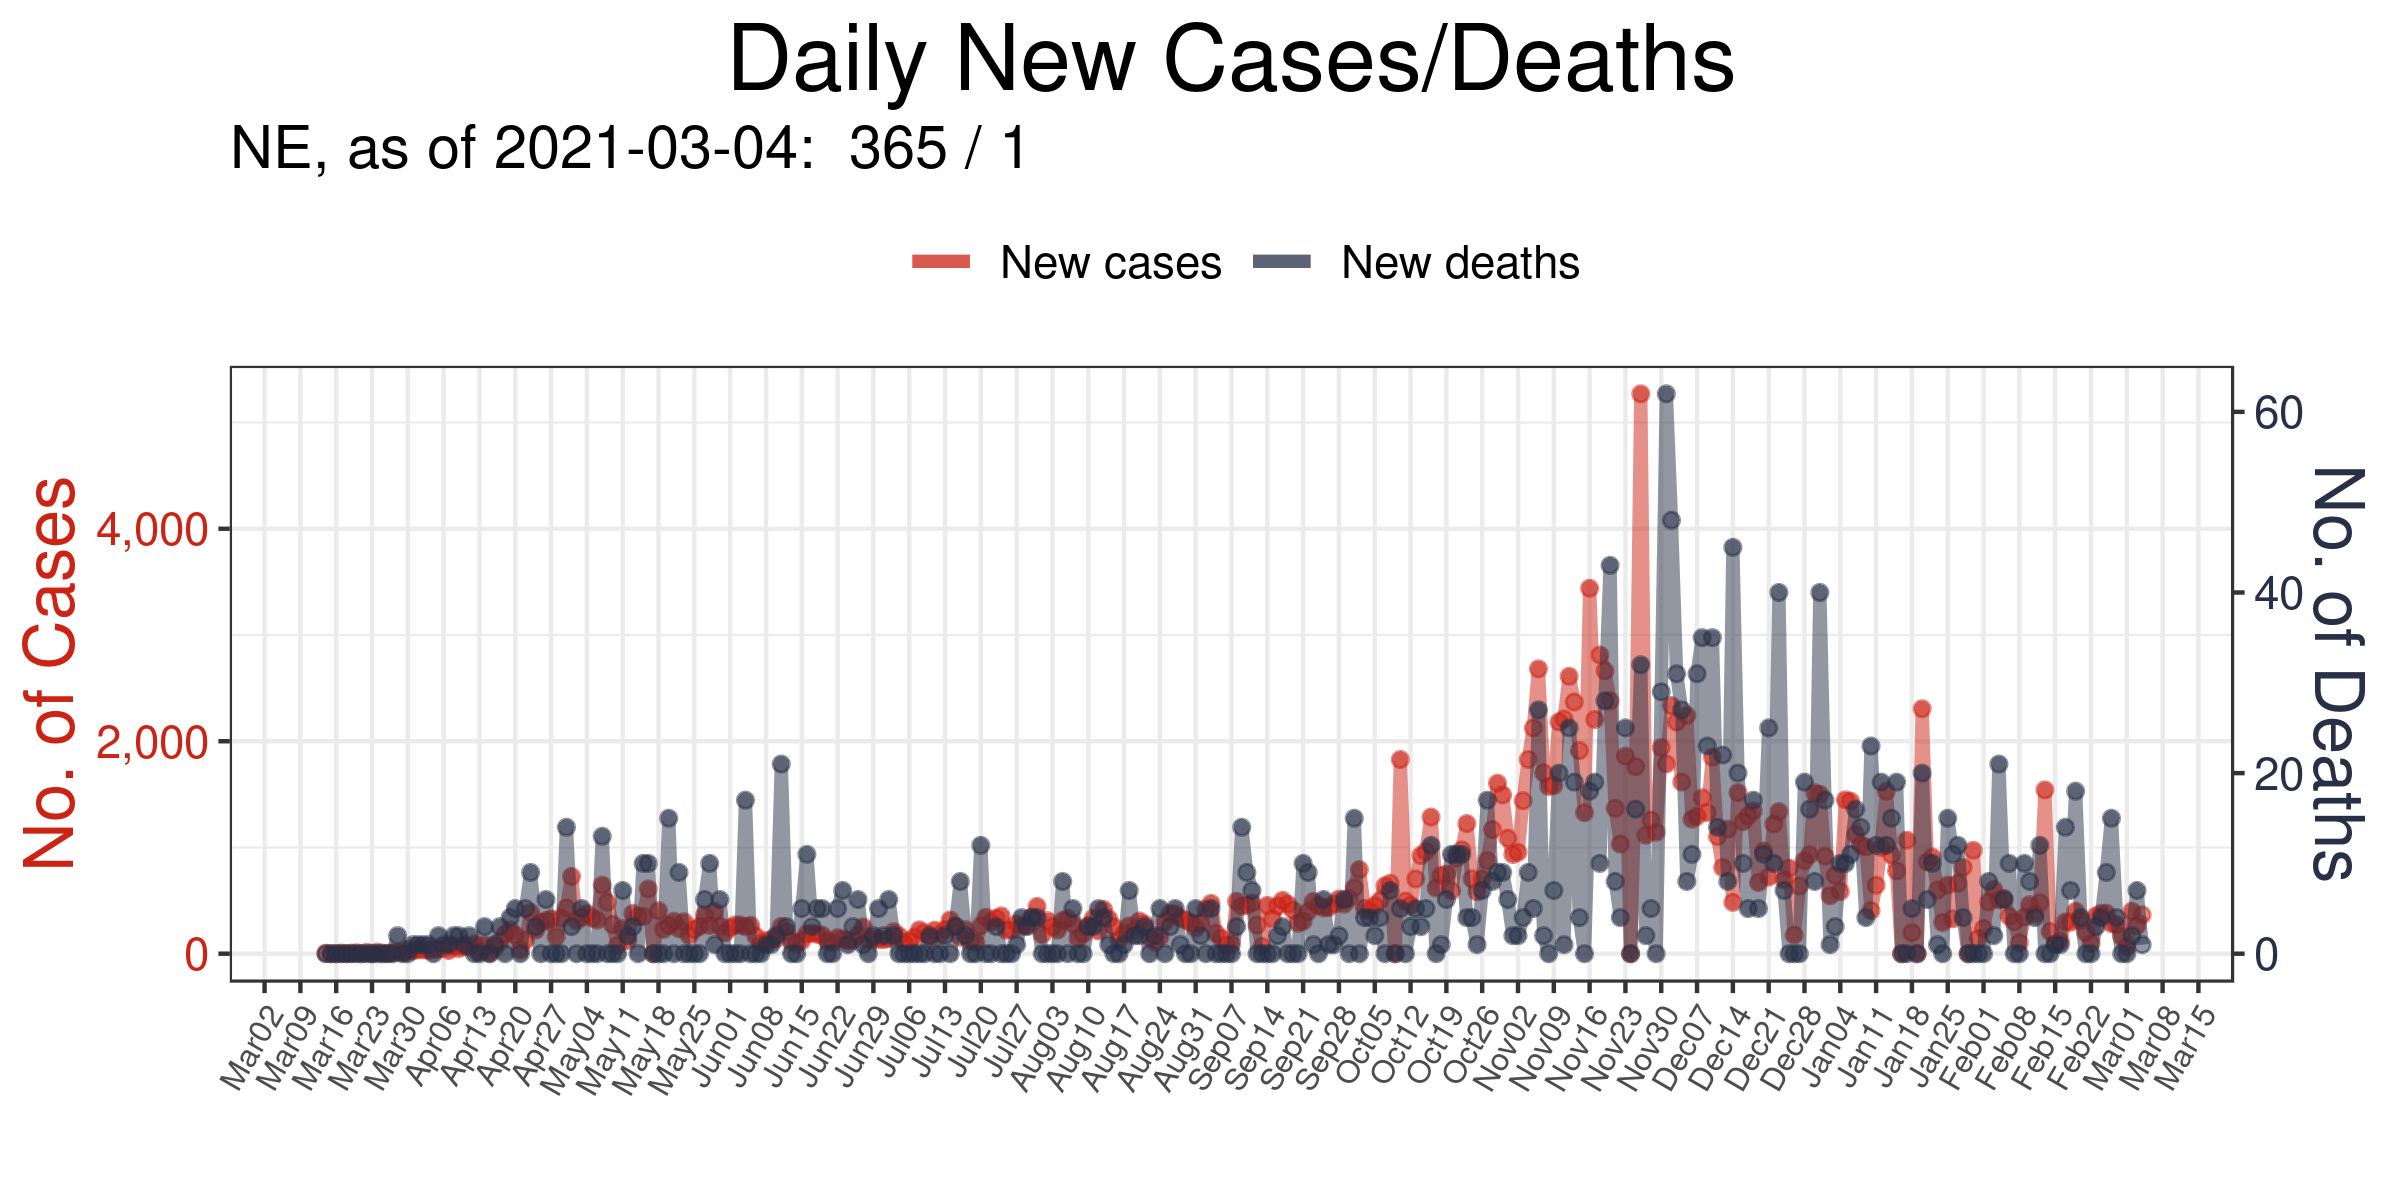 Daily New Cases/Deaths
NE, as of 2021-03-04:  365 / 1
New cases
New deaths
No. of Cases
4,000
2,000
0
60
40
20
0
No. of Deaths
Mar02
Mar09
Mar16
Mar23
Mar30
Apr06
Apr13
Apr20
Apr27
May04
May11
May18
May25
Jun01
Jun08
Jun15
Jun22
Jun29
Jul06
Jul13
Jul20
Jul27
Aug03
Aug10
Aug17
Aug24
Aug31
Sep07
Sep14
Sep21
Sep28
Oct05
Oct12
Oct19
Oct26
Nov02
Nov09
Nov16
Nov23
Nov30
Dec07
Dec14
Dec21
Dec28
Jan04
Jan11
Jan18
Jan25
Feb01
Feb08
Feb15
Feb22
Mar01
Mar08
Mar15